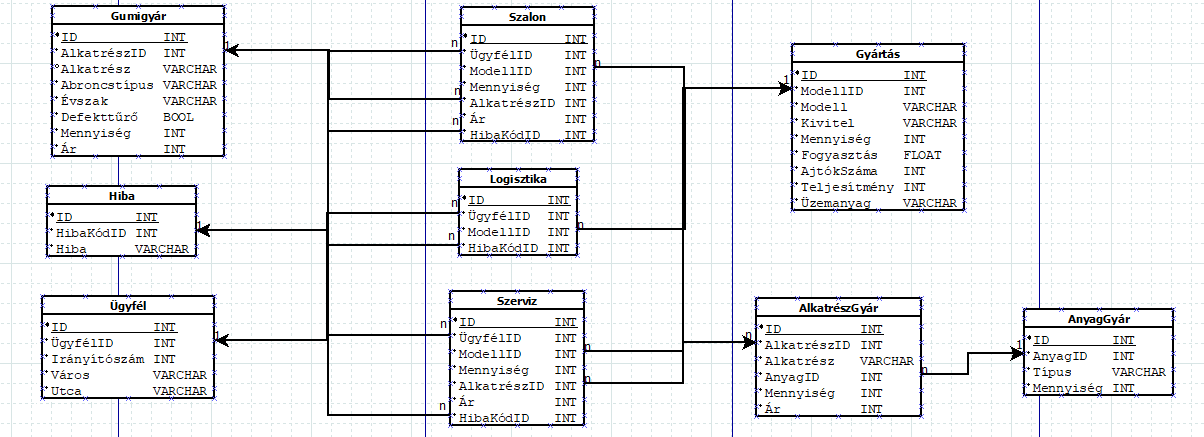 Gumigyár
ID INT
AlkatrészID INT
Alkatrész VARCHAR
Abroncstípus VARCHAR
Évszak VARCHAR
Defekttűrő BOOL
Mennyiség INT
Ár INT
1
Hiba
ID INT
HibaKódID INT
Hiba VARCHAR
1
Ügyfél
ID INT
ÜgyfélID INT
Irányítószám INT
Város VARCHAR
Utca VARCHAR
1
Szalon
ID INT
ÜgyfélID INT
ModellID INT
Mennyiség INT
AlkatrészID INT
Ár INT
HibaKódID INT
n
n
n
n
Logisztika
ID INT
ÜgyfélID INT
ModellID INT
HibaKódID INT
n
n
n
Szerviz
ID INT
ÜgyfélID INT
ModellID INT
Mennyiség INT
AlkatrészID INT
Ár INT
HibaKódID INT
n
n
n
n
Gyártás
ID INT
ModellID INT
Modell VARCHAR
Kivitel VARCHAR
Mennyiség INT
Fogyasztás FLOAT
AjtókSzáma INT
Teljesítmény INT
Üzemanyag VARCHAR
1
AlkatrészGyár
ID INT
AlkatrészID INT
Alkatrész VARCHAR
AnyagID INT
Mennyiség INT
Ár INT
n
n
AnyagGyár
ID INT
AnyagID INT
Típus VARCHAR
Mennyiség INT
1